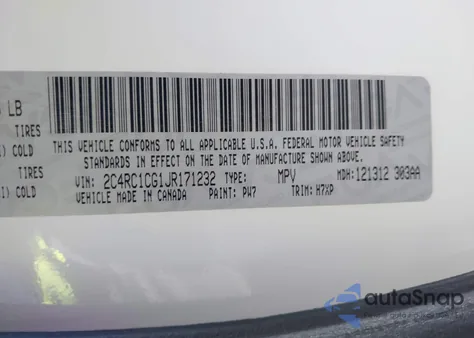 LB
TIRES
COLD
TIRES
COLD
THIS VEHICLE CONFORMS TO ALL APPLICABLE U.S.A. FEDERAL MOTOR VEHICLE SAFETY
STANDARDS IN EFFECT ON THE DATE OF MANUFACTURE SHOWN ABOVE.
VIN: 2C4RC1CG1JR171232 TYPE: MPV MDH: 121312 303AA
VEHICLE MADE IN CANADA PAINT: PW7 TRIM: H7XP
autoSnap